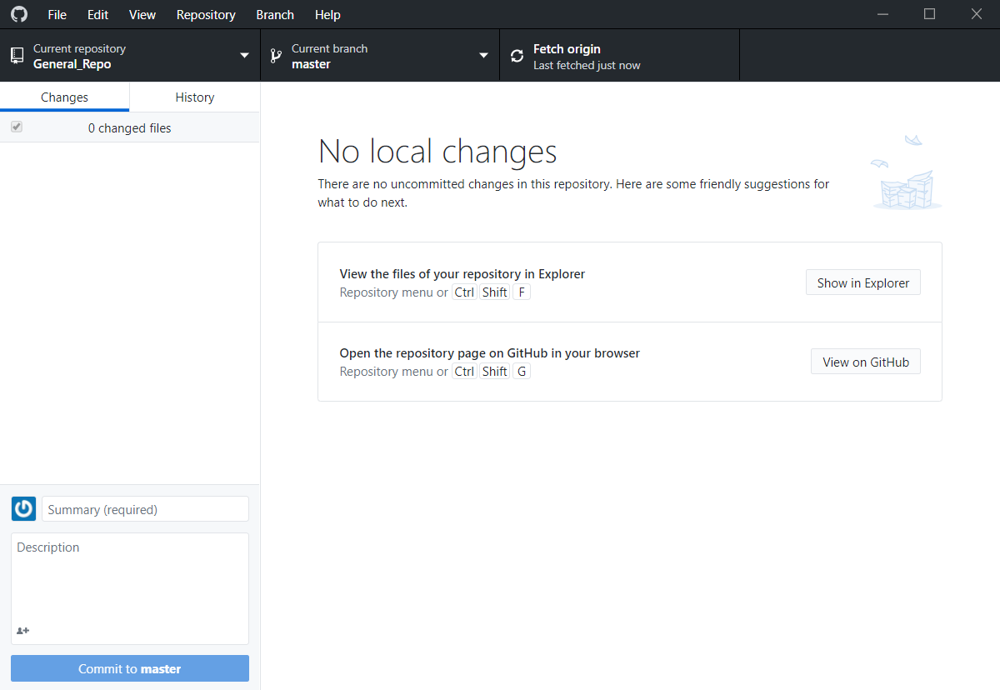 File Edit View Repository Branch Help
Current repository
General_Repo
Current branch
master
Fetch origin
Last fetched just now
Changes
History
0 changed files
No local changes
There are no uncommitted changes in this repository. Here are some friendly suggestions for
what to do next.
View the files of your repository in Explorer
Repository menu or Ctrl Shift F
Show in Explorer
Open the repository page on GitHub in your browser
Repository menu or Ctrl Shift G
View on GitHub
Summary (required)
Description
Commit to master